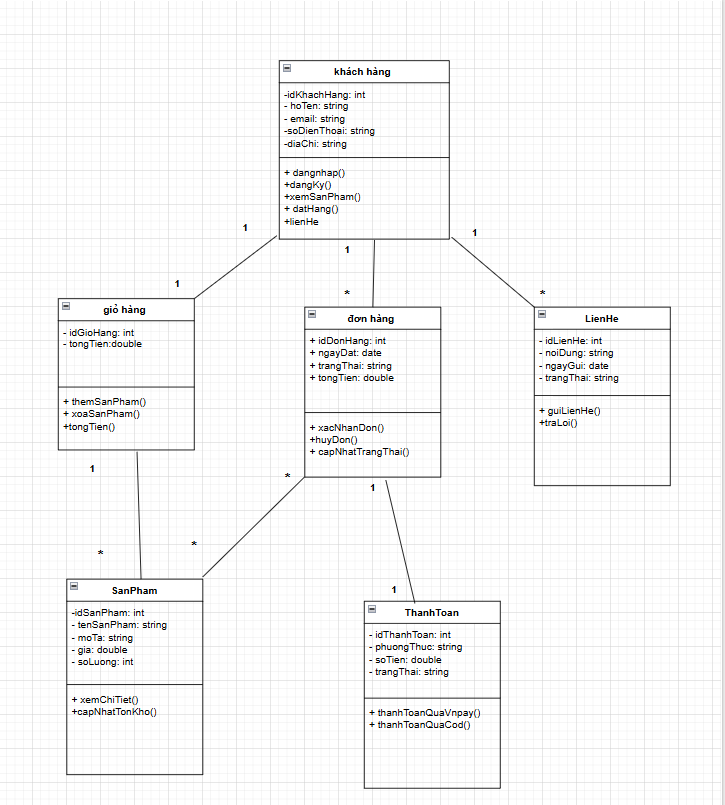 khách hàng
-idKhachHang: int
- hoTen: string
- email: string
-soDienThoai: string
-diaChi: string
+ dangnhap()
+dangKy()
+xemSanPham()
+ datHang()
+lienHe
1
1
1
1
*
*
giỏ hàng
- idGioHang: int
- tongTien:double
+ themSanPham()
+ xoaSanPham()
+tongTien()
đơn hàng
+ idDonHang: int
+ ngayDat: date
+ trangThai: string
+ tongTien: double
+ xacNhanDon()
+huyDon()
+ capNhatTrangThai()
LienHe
- idLienHe: int
- noiDung: string
- ngayGui: date
- trangThai: string
+ guiLienHe()
+traLoi()
1
*
1
*
*
1
SanPham
-idSanPham: int
- tenSanPham: string
- moTa: string
- gia: double
- soLuong: int
+ xemChiTiet()
+capNhatTonKho()
ThanhToan
- idThanhToan: int
- phuongThuc: string
- soTien: double
- trangThai: string
+ thanhToanQuaVnpay()
+ thanhToanQuaCod()